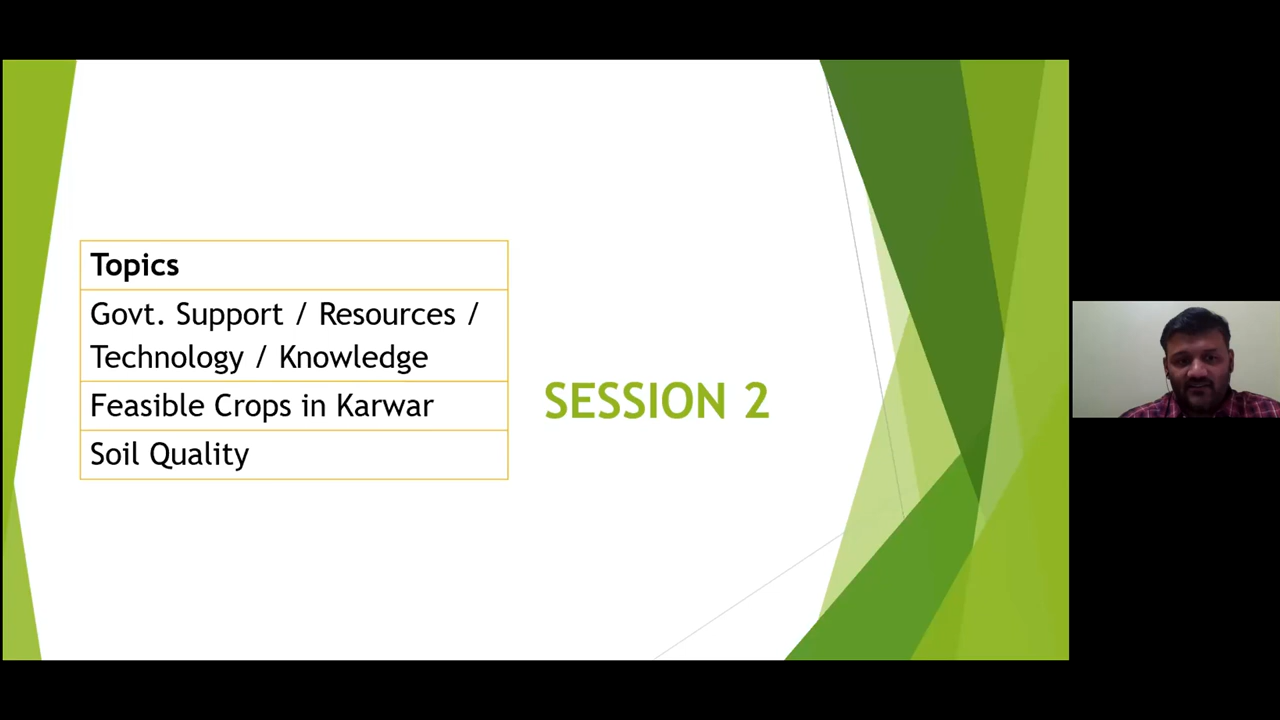 Topics
Govt. Support / Resources /
Technology / Knowledge
Feasible Crops in Karwar
Soil Quality
SESSION 2